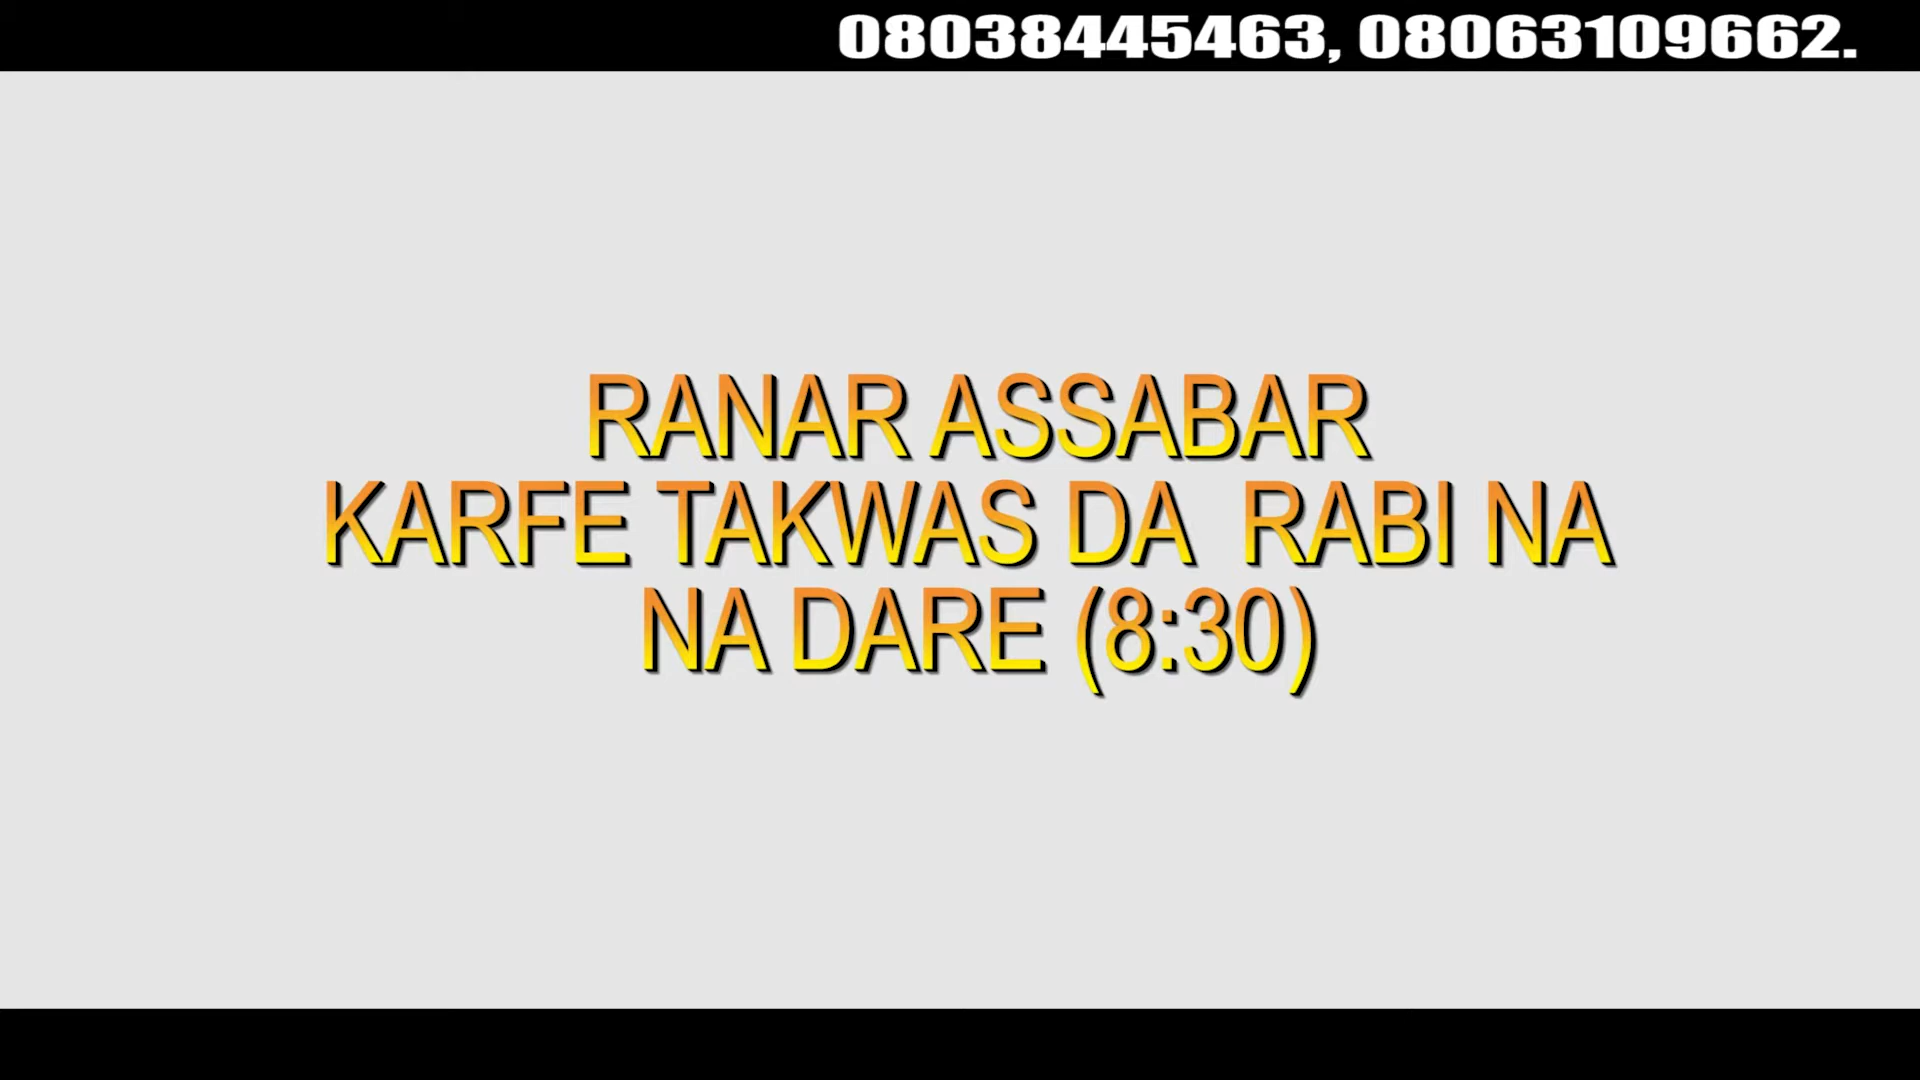 08038445463, 08063109662.
RANAR ASSABAR
KARFE TAKWAS DA RABI NA
NA DARE (8:30)